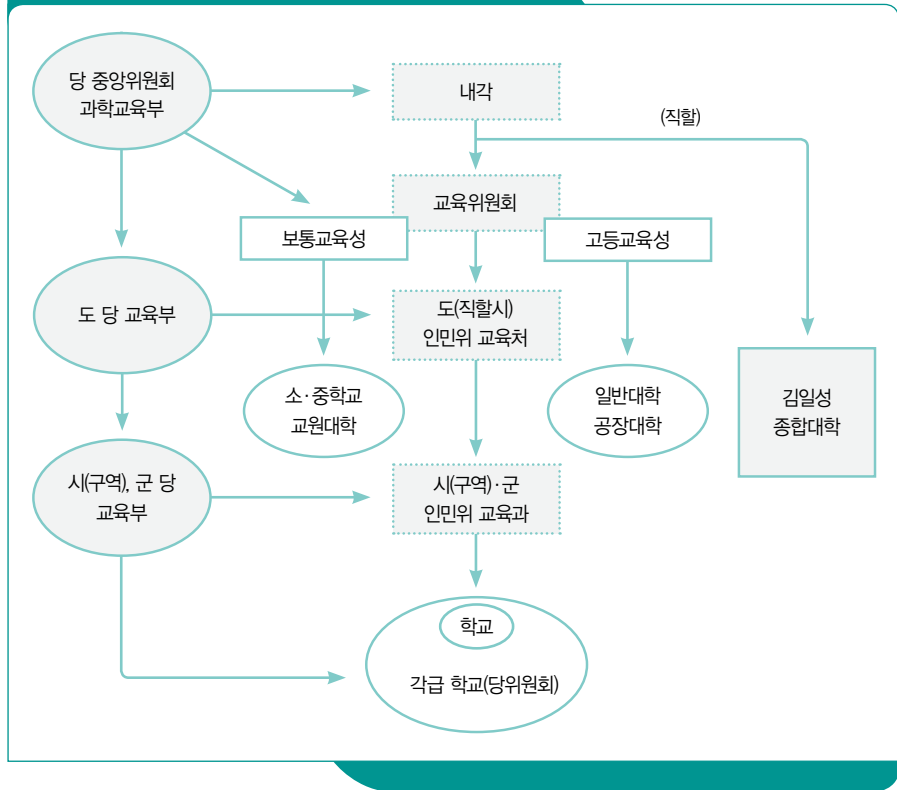 당 중앙위원회
과학교육부
내각
(직할)
교육위원회
보통교육성
고등교육성
도 당 교육부
도(직할시)
인민위 교육처
소·중학교
교원대학
일반대학
공장대학
김일성
종합대학
시(구역), 군 당
교육부
시(구역)·군
인민위 교육과
학교
각급 학교(당위원회)